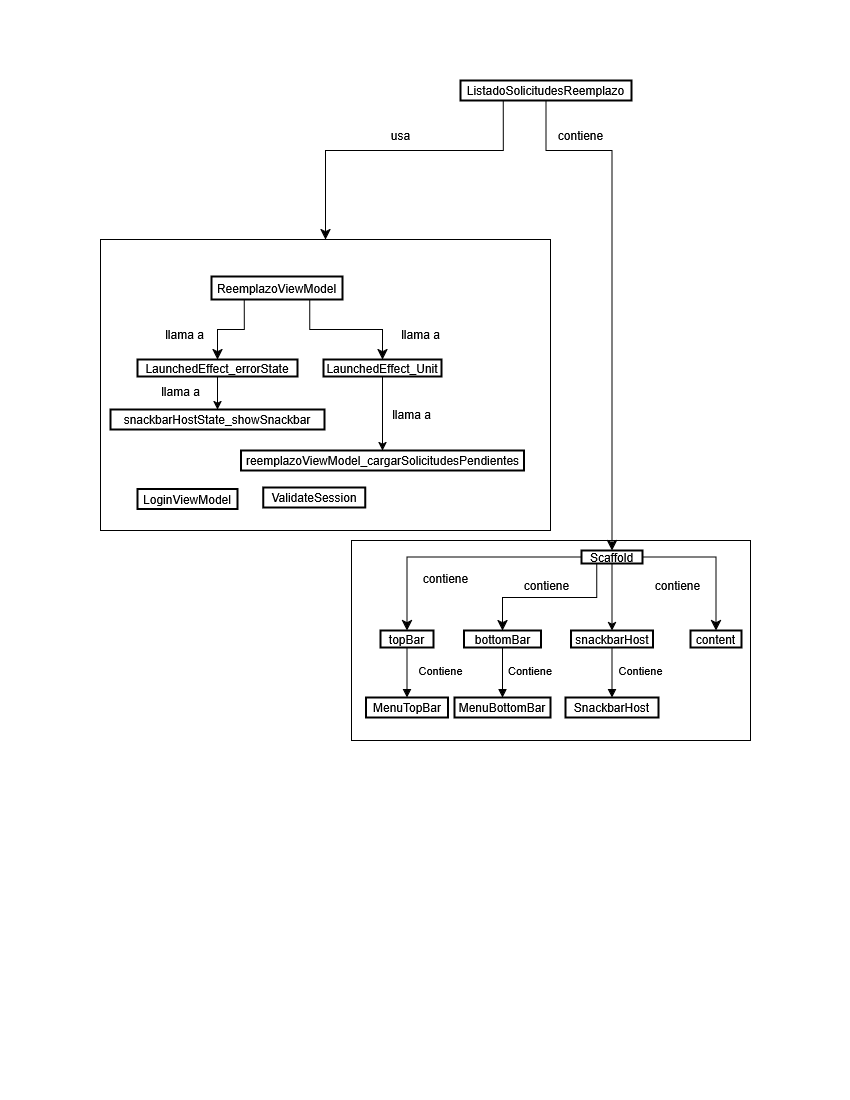 ListadoSolicitudesReemplazo
usa
contiene
ReemplazoViewModel
llama a
llama a
LaunchedEffect_errorState
LaunchedEffect_Unit
llama a
snackbarHostState_showSnackbar
llama a
reemplazoViewModel_cargarSolicitudesPendientes
LoginViewModel
ValidateSession
Scaffold
contiene
contiene
contiene
topBar
bottomBar
snackbarHost
content
Contiene
Contiene
Contiene
MenuTopBar
MenuBottomBar
SnackbarHost